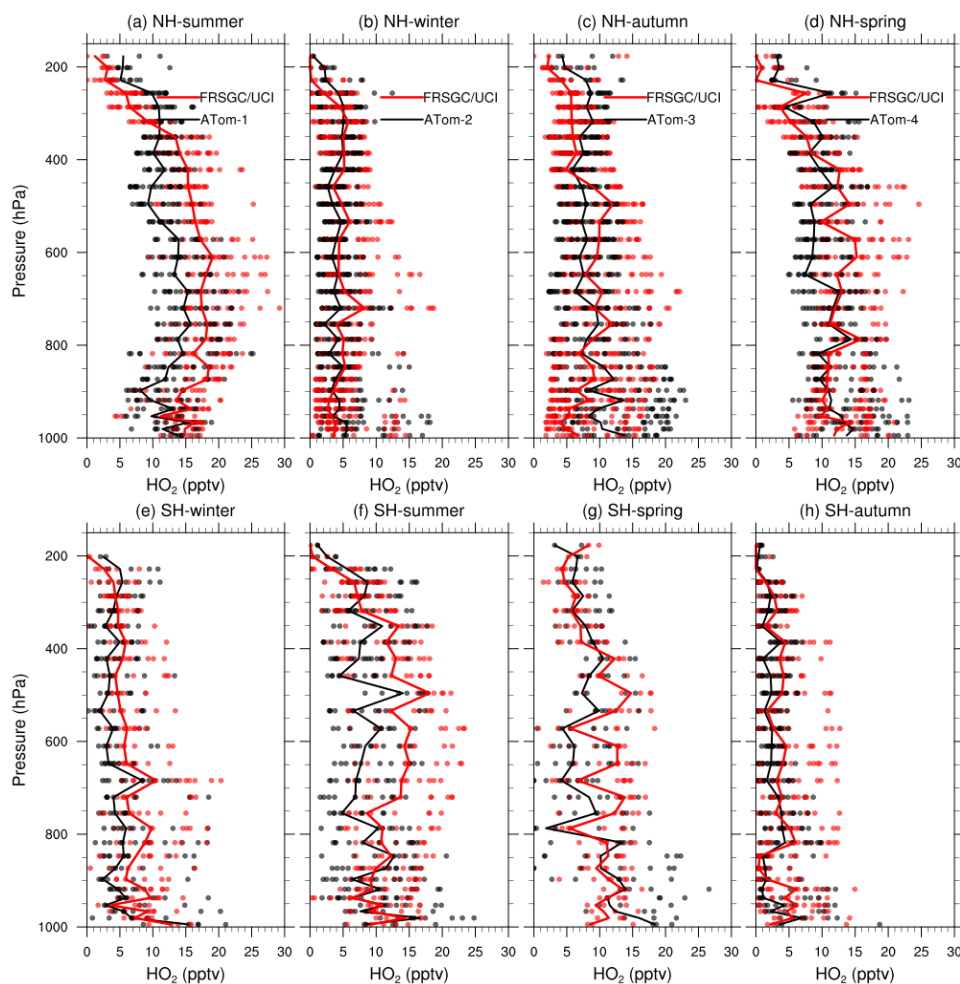 (a) NH-summer (b) NH-winter (c) NH-autumn (d) NH-spring
200
FRSGC/UCI FRSGC/UCI FRSGC/UCI FRSGC/UCI
ATom-1 ATom-2 ATom-3 ATom-4
400
Pressure (hPa)
600
800
1000
0 5 10 15 20 25 30 0 5 10 15 20 25 30 0 5 10 15 20 25 30 0 5 10 15 20 25 30
HO₂ (pptv) HO₂ (pptv) HO₂ (pptv) HO₂ (pptv)
(e) SH-winter (f) SH-summer (g) SH-spring (h) SH-autumn
200
400
Pressure (hPa)
600
800
1000
0 5 10 15 20 25 30 0 5 10 15 20 25 30 0 5 10 15 20 25 30 0 5 10 15 20 25 30
HO₂ (pptv) HO₂ (pptv) HO₂ (pptv) HO₂ (pptv)